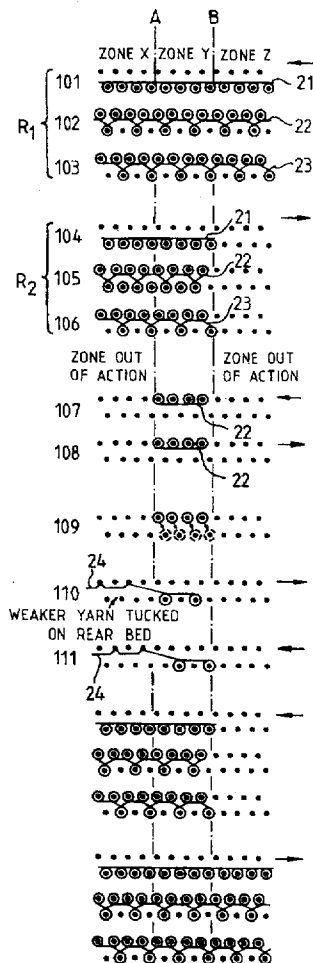 A B
ZONE X ZONE Y ZONE Z
101 21
R1 102 22
103 23
104 21
R2 105 22
106 23
ZONE OUT OF ACTION ZONE OUT OF ACTION
107 22
108 22
109
24
110
WEAKER YARN TUCKED
ON REAR BED
111
24